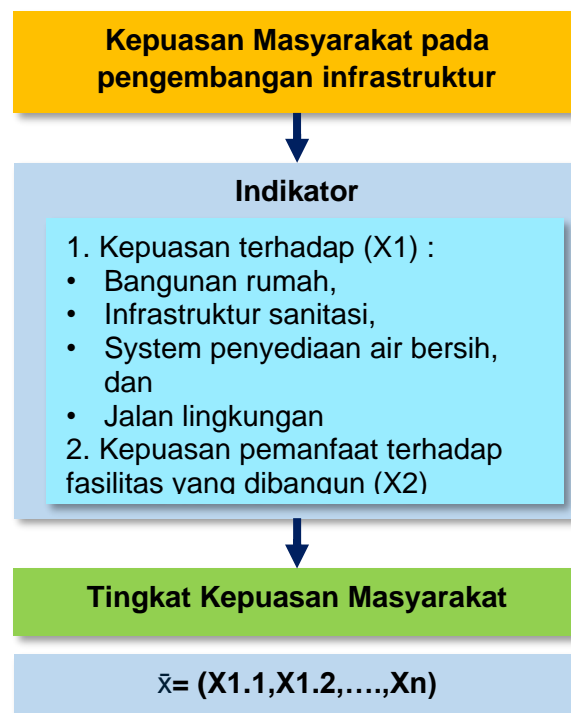 Kepuasan Masyarakat pada
pengembangan infrastruktur
Indikator
1. Kepuasan terhadap (X1) :
• Bangunan rumah,
• Infrastruktur sanitasi,
• System penyediaan air bersih,
dan
• Jalan lingkungan
2. Kepuasan pemanfaat terhadap
fasilitas yang dibangun (X2)
Tingkat Kepuasan Masyarakat
x̄= (X1.1,X1.2,….,Xn)